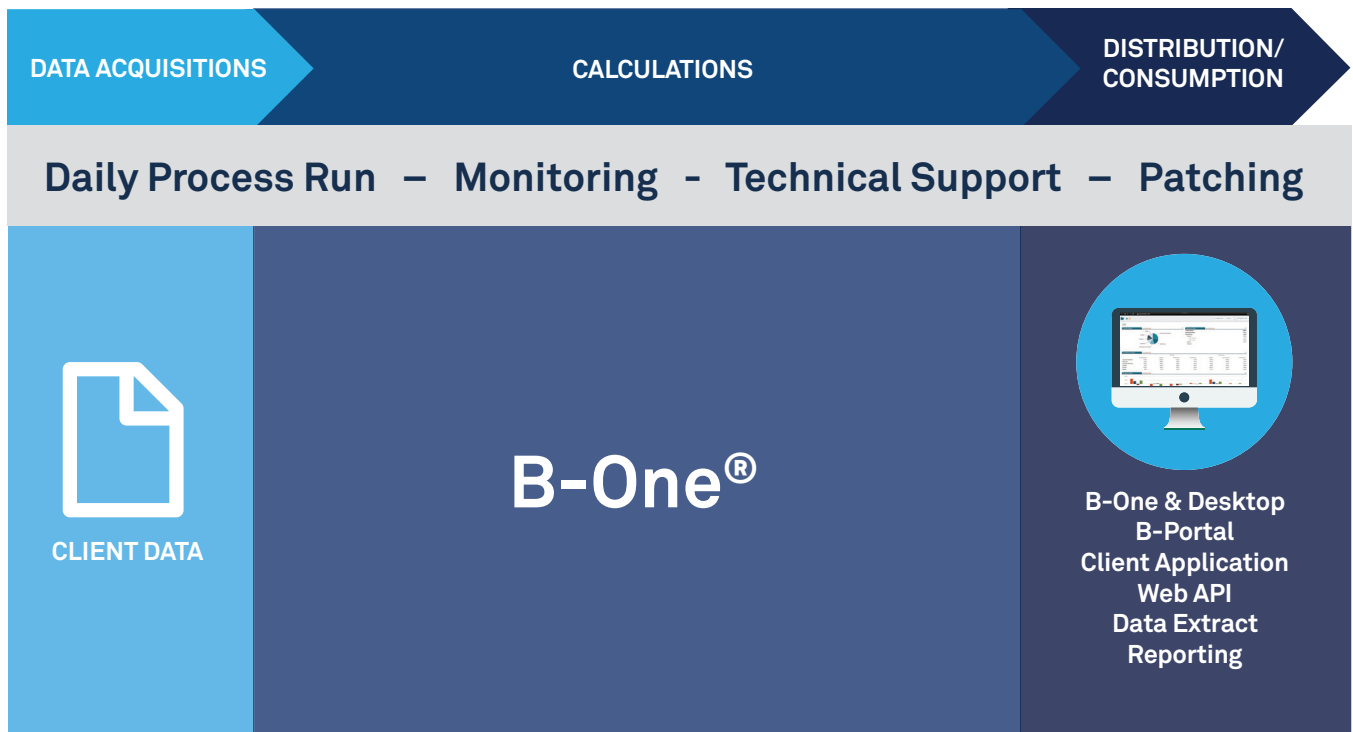 DATA ACQUISITIONS
CALCULATIONS
DISTRIBUTION/
CONSUMPTION
Daily Process Run – Monitoring - Technical Support – Patching
CLIENT DATA
B-One®
B-One & Desktop
B-Portal
Client Application
Web API
Data Extract
Reporting